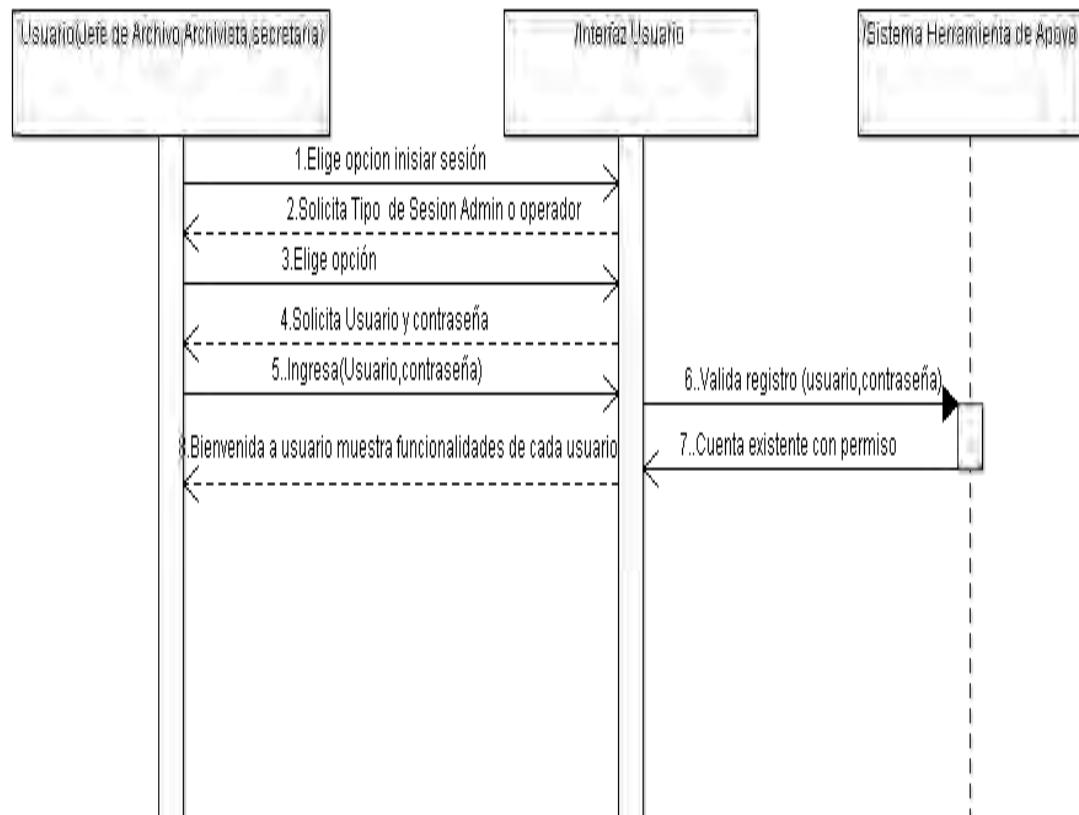 Usuario(Jefe de Archivo,Archivista,secretaria)
/Interfaz Usuario
/Sistema Herramienta de Apoyo
1.Elige opcion inisiar sesión
2.Solicita Tipo de Sesion Admin o operador
3.Elige opción
4.Solicita Usuario y contraseña
5..Ingresa(Usuario,contraseña)
6..Valida registro (usuario,contraseña)
7..Cuenta existente con permiso
8.Bienvenida a usuario muestra funcionalidades de cada usuario